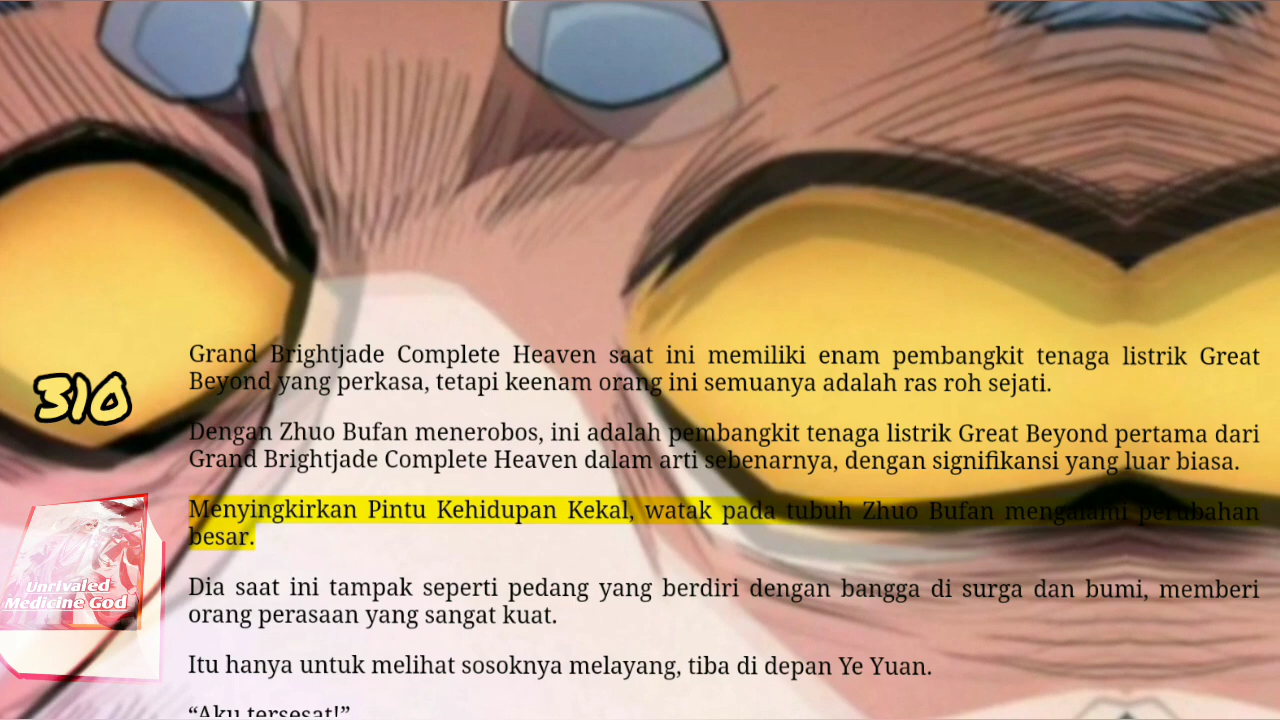 Grand Brightjade Complete Heaven saat ini memiliki enam pembangkit tenaga listrik Great
Beyond yang perkasa, tetapi keenam orang ini semuanya adalah ras roh sejati.
310
Dengan Zhuo Bufan menerobos, ini adalah pembangkit tenaga listrik Great Beyond pertama dari
Grand Brightjade Complete Heaven dalam arti sebenarnya, dengan signifikansi yang luar biasa.
Menyingkirkan Pintu Kehidupan Kekal, watak pada tubuh Zhuo Bufan mengalami perubahan
besar.
Unrivaled
Medicine God
Dia saat ini tampak seperti pedang yang berdiri dengan bangga di surga dan bumi, memberi
orang perasaan yang sangat kuat.
Itu hanya untuk melihat sosoknya melayang, tiba di depan Ye Yuan.
“Aku tersesat!”